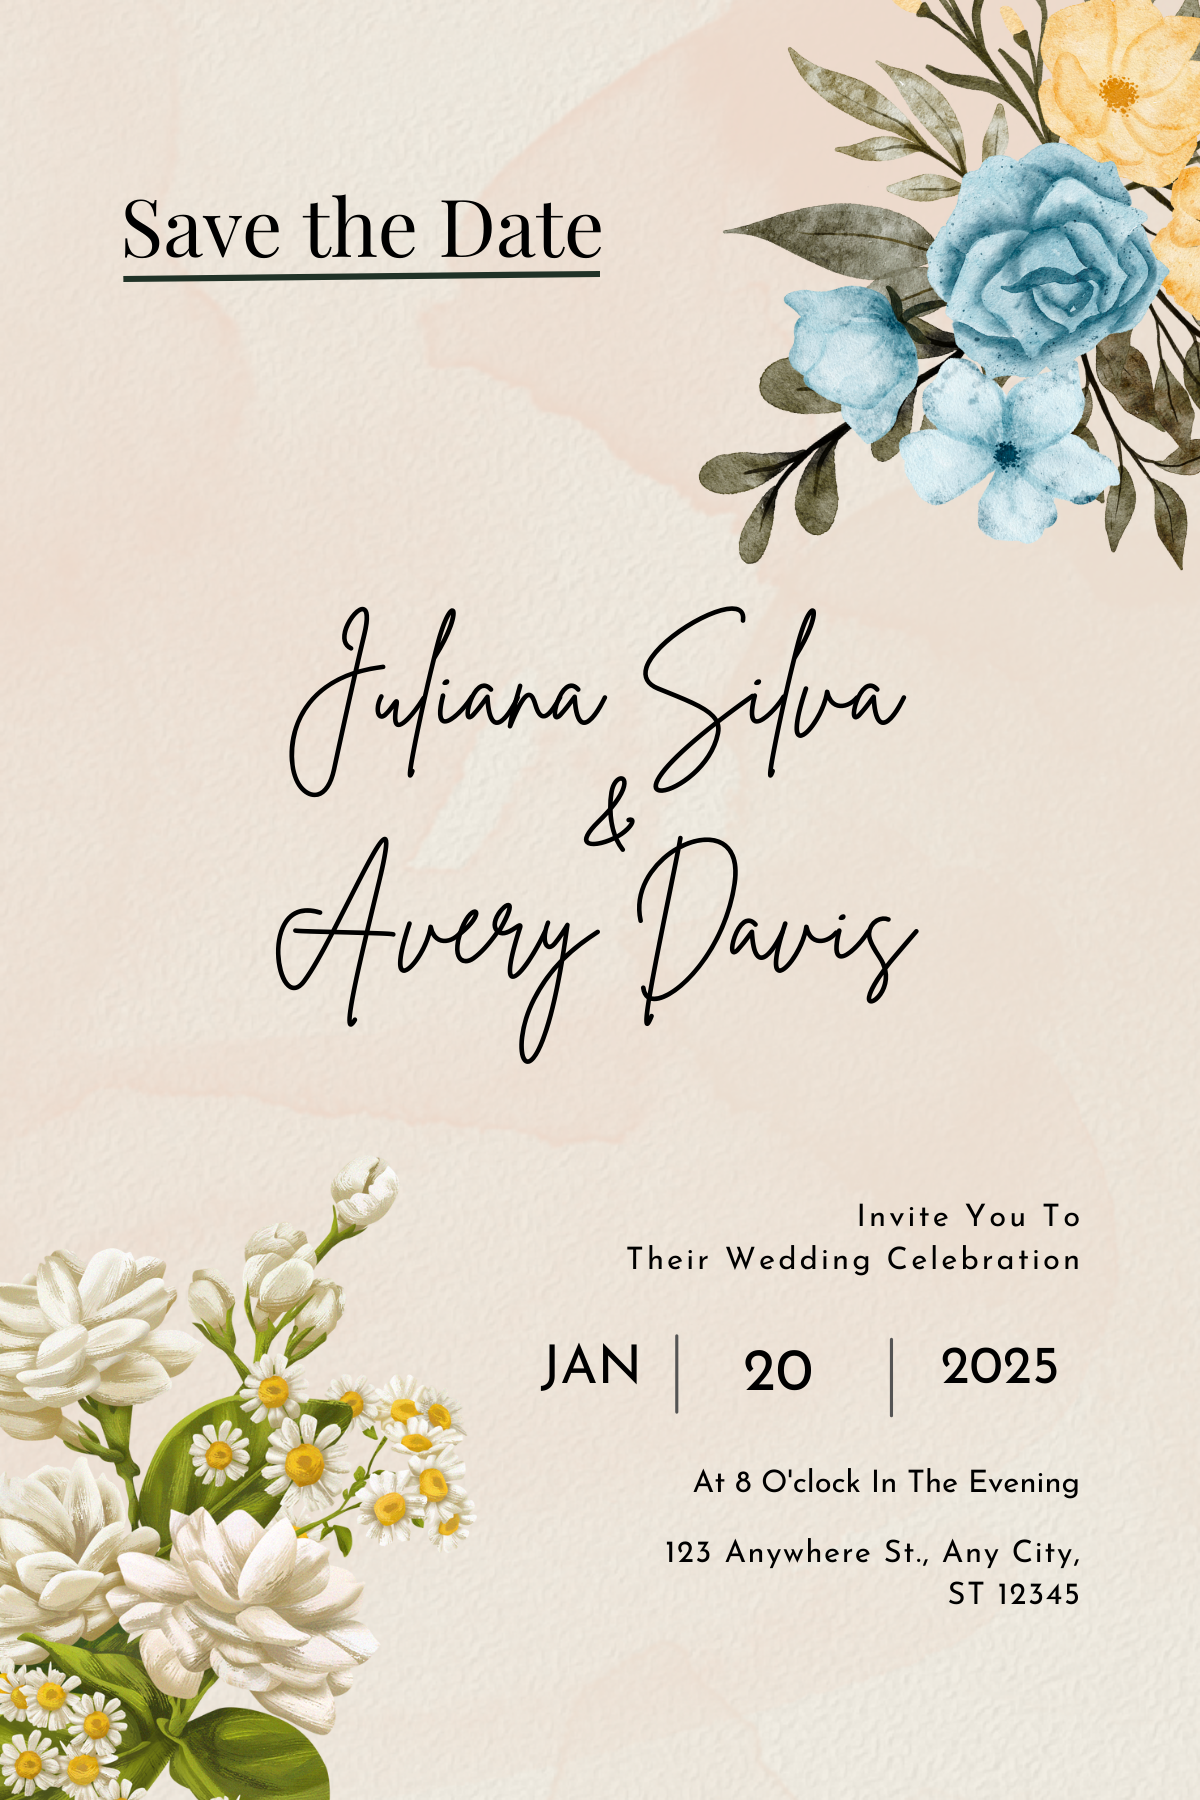 Save the Date
Juliana Silva
&
Avery Davis
Invite You To
Their Wedding Celebration
JAN 20 2025
At 8 O'clock In The Evening
123 Anywhere St., Any City,
ST 12345